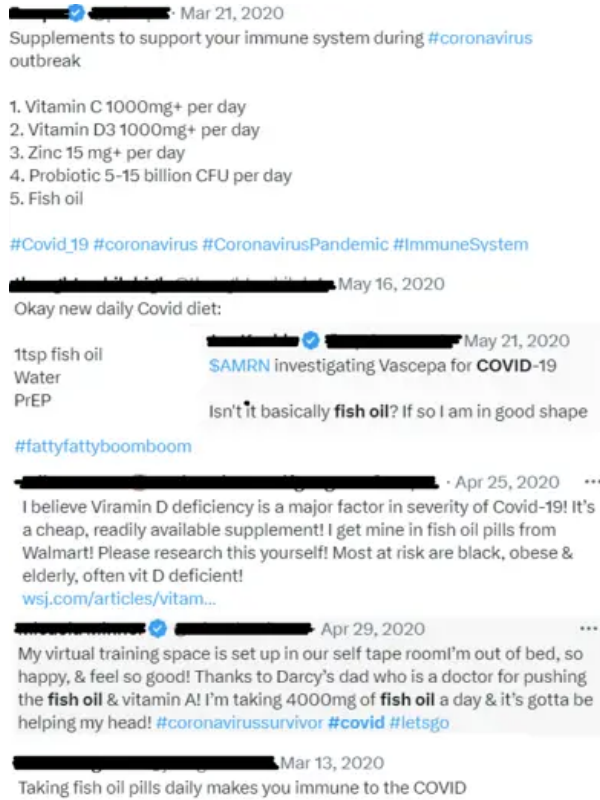 Mar 21, 2020
Supplements to support your immune system during #coronavirus
outbreak
1. Vitamin C 1000mg+ per day
2. Vitamin D3 1000mg+ per day
3. Zinc 15 mg+ per day
4. Probiotic 5-15 billion CFU per day
5. Fish oil
#Covid_19 #coronavirus #CoronavirusPandemic #ImmuneSystem
May 16, 2020
Okay new daily Covid diet:
1tsp fish oil
Water
PrEP
#fattyfattyboomboom
May 21, 2020
$AMRN investigating Vascepa for COVID-19
Isn't it basically fish oil? If so I am in good shape
· Apr 25, 2020 ...
I believe Viramin D deficiency is a major factor in severity of Covid-19! It's
a cheap, readily available supplement! I get mine in fish oil pills from
Walmart! Please research this yourself! Most at risk are black, obese &
elderly, often vit D deficient!
wsj.com/articles/vitam...
Apr 29, 2020 ...
My virtual training space is set up in our self tape roomI'm out of bed, so
happy, & feel so good! Thanks to Darcy's dad who is a doctor for pushing
the fish oil & vitamin A! I'm taking 4000mg of fish oil a day & it's gotta be
helping my head! #coronavirussurvivor #covid #letsgo
Mar 13, 2020
Taking fish oil pills daily makes you immune to the COVID